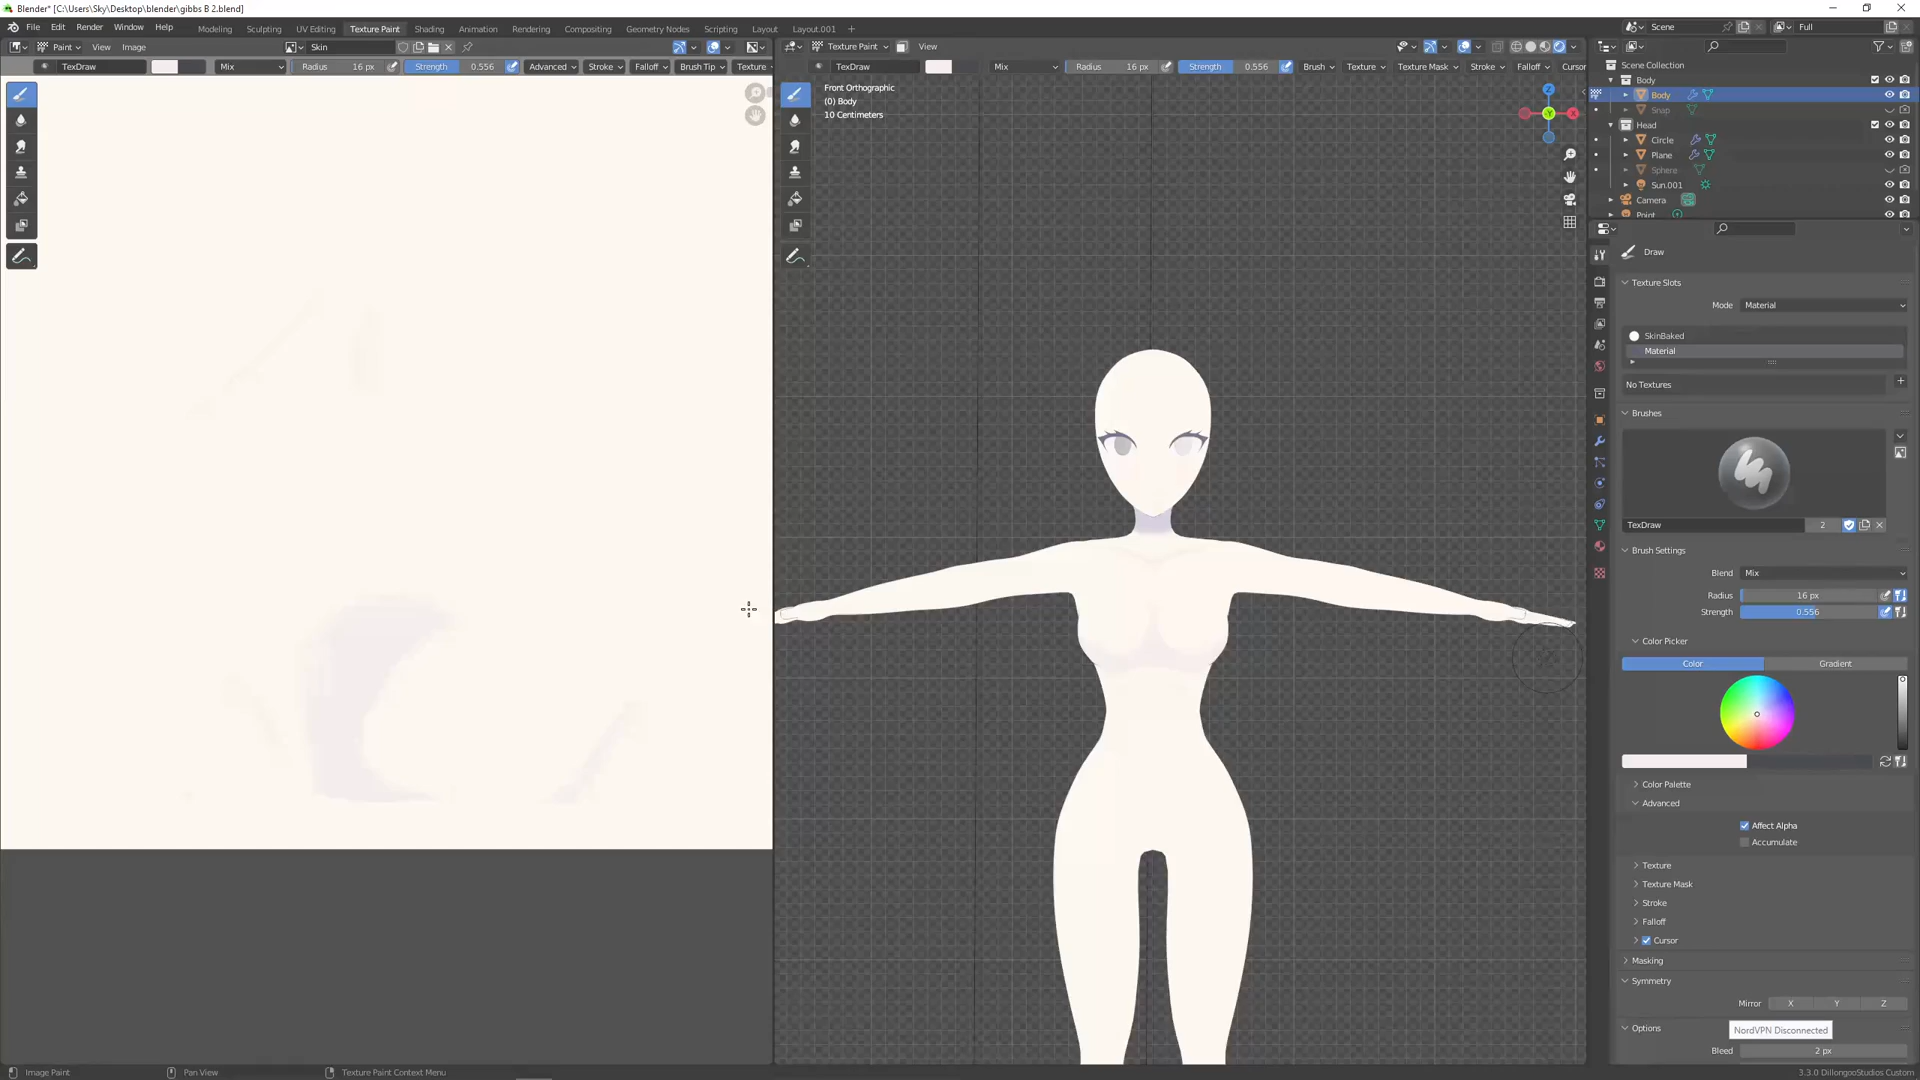 Blender* [C:\Users\Sky\Desktop\blender\gibbs B 2.blend]
File Edit Render Window Help Modeling Sculpting UV Editing Texture Paint Shading Animation Rendering Compositing Geometry Nodes Scripting Layout Layout.001 Scene Full
Paint View Image Skin Texture Paint View
TexDraw Mix Radius 16 px Strength 0.556 Advanced Stroke Falloff Brush Tip Texture TexDraw Mix Radius 16 px Strength 0.556 Brush Texture Texture Mask Stroke Falloff Cursor
Scene Collection
Body
Body
Snap
Head
Circle
Plane
Sphere
Sun.001
Camera
Point
Front Orthographic
(0) Body
10 Centimeters
Z
Y
X
Draw
Texture Slots
Mode Material
SkinBaked
Material
No Textures
Brushes
TexDraw 2
Brush Settings
Blend Mix
Radius 16 px
Strength 0.556
Color Picker
Color Gradient
Color Palette
Advanced
Affect Alpha
Accumulate
Texture
Texture Mask
Stroke
Falloff
Cursor
Masking
Symmetry
Mirror X Y Z
Options
NordVPN Disconnected
Bleed 2 px
Image Paint Pan View Texture Paint Context Menu 3.3.0 DillongooStudios Custom